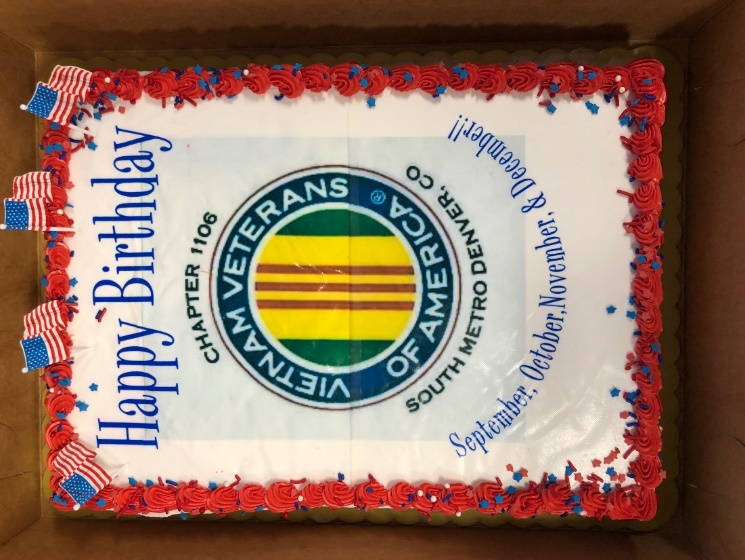 Happy Birthday
CHAPTER 1106
VIETNAM VETERANS
OF AMERICA®
SOUTH METRO DENVER, CO
September, October,November, & December!!